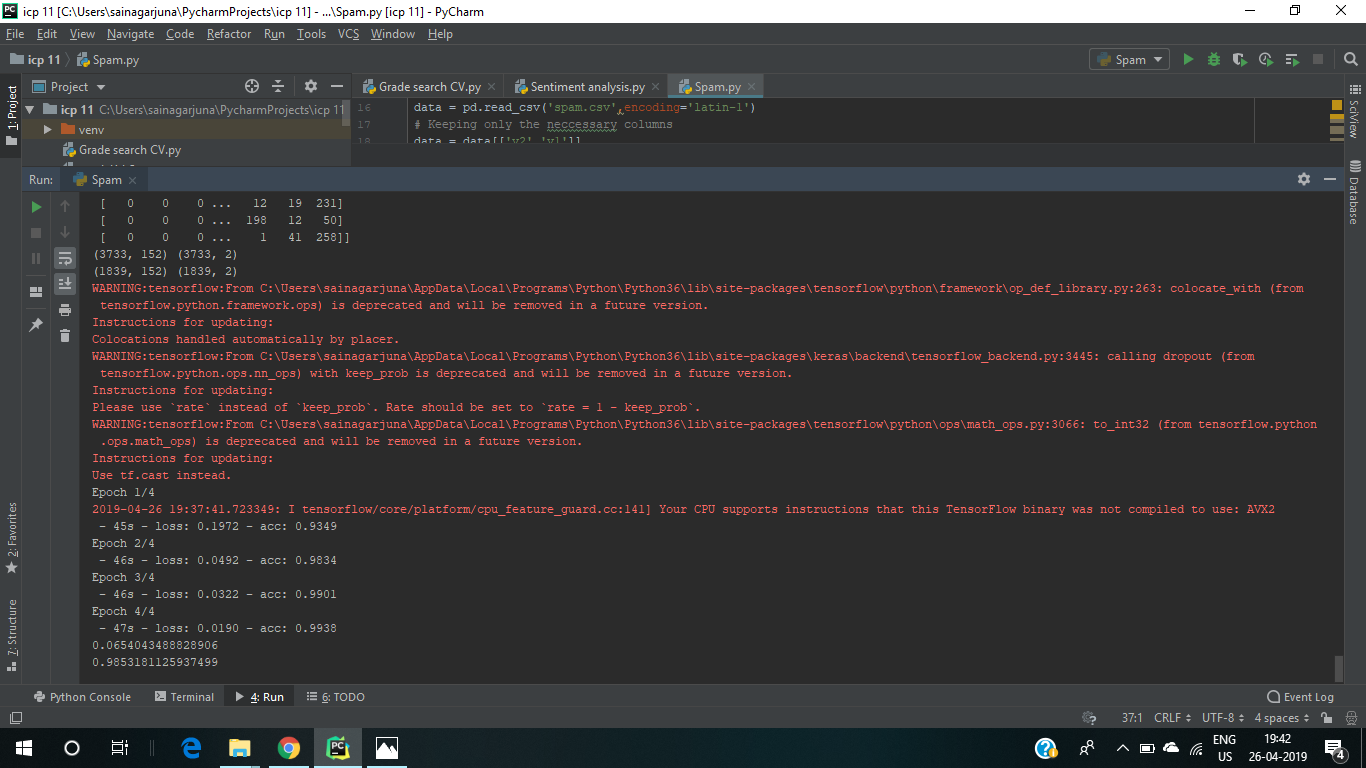 icp 11 [C:\Users\sainagarjuna\PycharmProjects\icp 11] - ...\Spam.py [icp 11] - PyCharm
File Edit View Navigate Code Refactor Run Tools VCS Window Help
icp 11 Spam.py
Spam
Project
Grade search CV.py
Sentiment analysis.py
Spam.py
1: Project
icp 11 C:\Users\sainagarjuna\PycharmProjects\icp 11
venv
Grade search CV.py
16 data = pd.read_csv('spam.csv',encoding='latin-1')
17 # Keeping only the neccessary columns
18 data = data[['v2','v1']]
SciView
Database
Run: Spam
[ 0 0 0 ... 12 19 231]
[ 0 0 0 ... 198 12 50]
[ 0 0 0 ... 1 41 258]]
(3733, 152) (3733, 2)
(1839, 152) (1839, 2)
WARNING:tensorflow:From C:\Users\sainagarjuna\AppData\Local\Programs\Python\Python36\lib\site-packages\tensorflow\python\framework\op_def_library.py:263: colocate_with (from
tensorflow.python.framework.ops) is deprecated and will be removed in a future version.
Instructions for updating:
Colocations handled automatically by placer.
WARNING:tensorflow:From C:\Users\sainagarjuna\AppData\Local\Programs\Python\Python36\lib\site-packages\keras\backend\tensorflow_backend.py:3445: calling dropout (from
tensorflow.python.ops.nn_ops) with keep_prob is deprecated and will be removed in a future version.
Instructions for updating:
Please use `rate` instead of `keep_prob`. Rate should be set to `rate = 1 - keep_prob`.
WARNING:tensorflow:From C:\Users\sainagarjuna\AppData\Local\Programs\Python\Python36\lib\site-packages\tensorflow\python\ops\math_ops.py:3066: to_int32 (from tensorflow.python
.ops.math_ops) is deprecated and will be removed in a future version.
Instructions for updating:
Use tf.cast instead.
Epoch 1/4
2019-04-26 19:37:41.723349: I tensorflow/core/platform/cpu_feature_guard.cc:141] Your CPU supports instructions that this TensorFlow binary was not compiled to use: AVX2
- 45s - loss: 0.1972 - acc: 0.9349
Epoch 2/4
- 46s - loss: 0.0492 - acc: 0.9834
Epoch 3/4
- 46s - loss: 0.0322 - acc: 0.9901
Epoch 4/4
- 47s - loss: 0.0190 - acc: 0.9938
0.0654043488828906
0.9853181125937499
2: Favorites
7: Structure
Python Console Terminal 4: Run 6: TODO Event Log
37:1 CRLF UTF-8 4 spaces
PC
ENG
US
19:42
26-04-2019
4